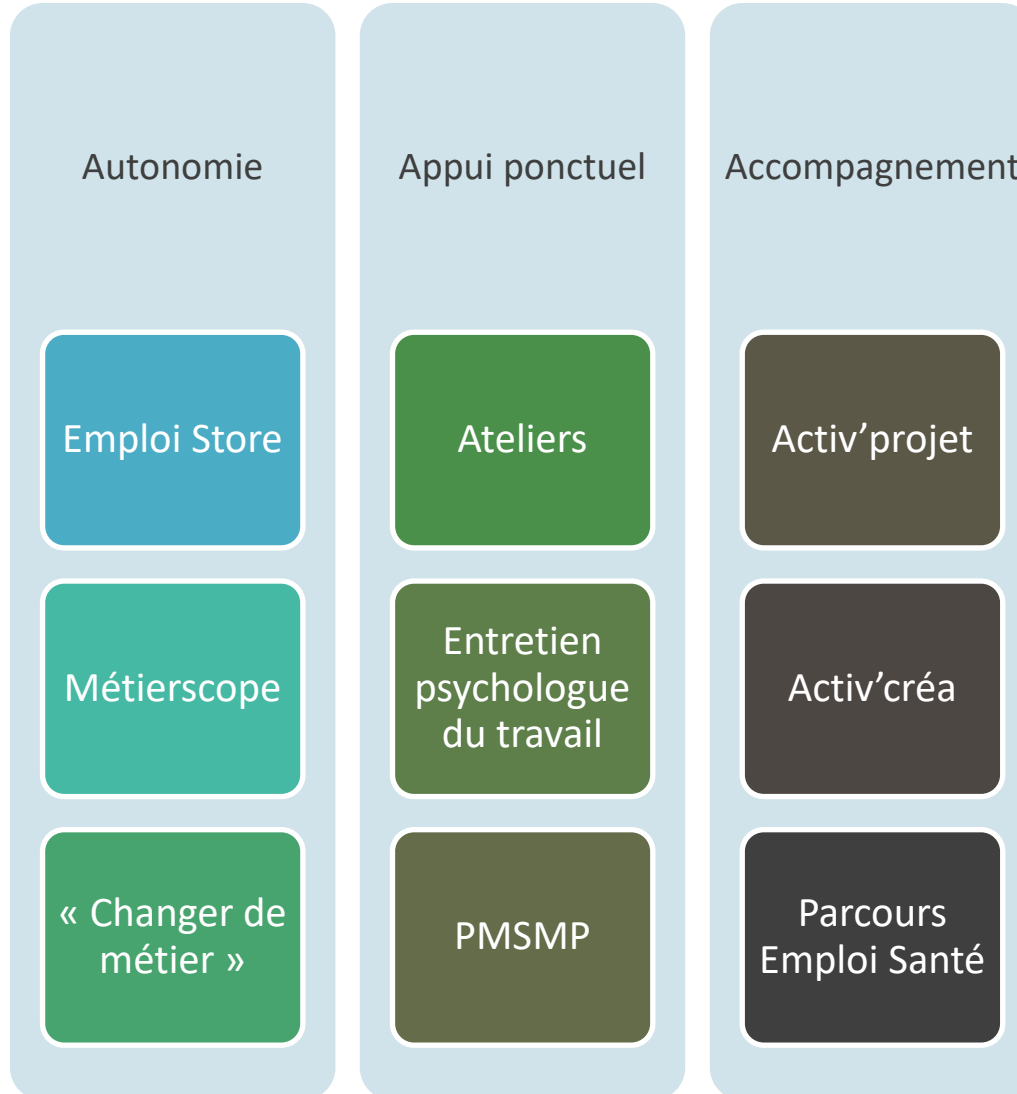 Autonomie
Emploi Store
Métierscope
« Changer de
métier »
Appui ponctuel
Ateliers
Entretien
psychologue
du travail
PMSMP
Accompagnement
Activ’projet
Activ’créa
Parcours
Emploi Santé